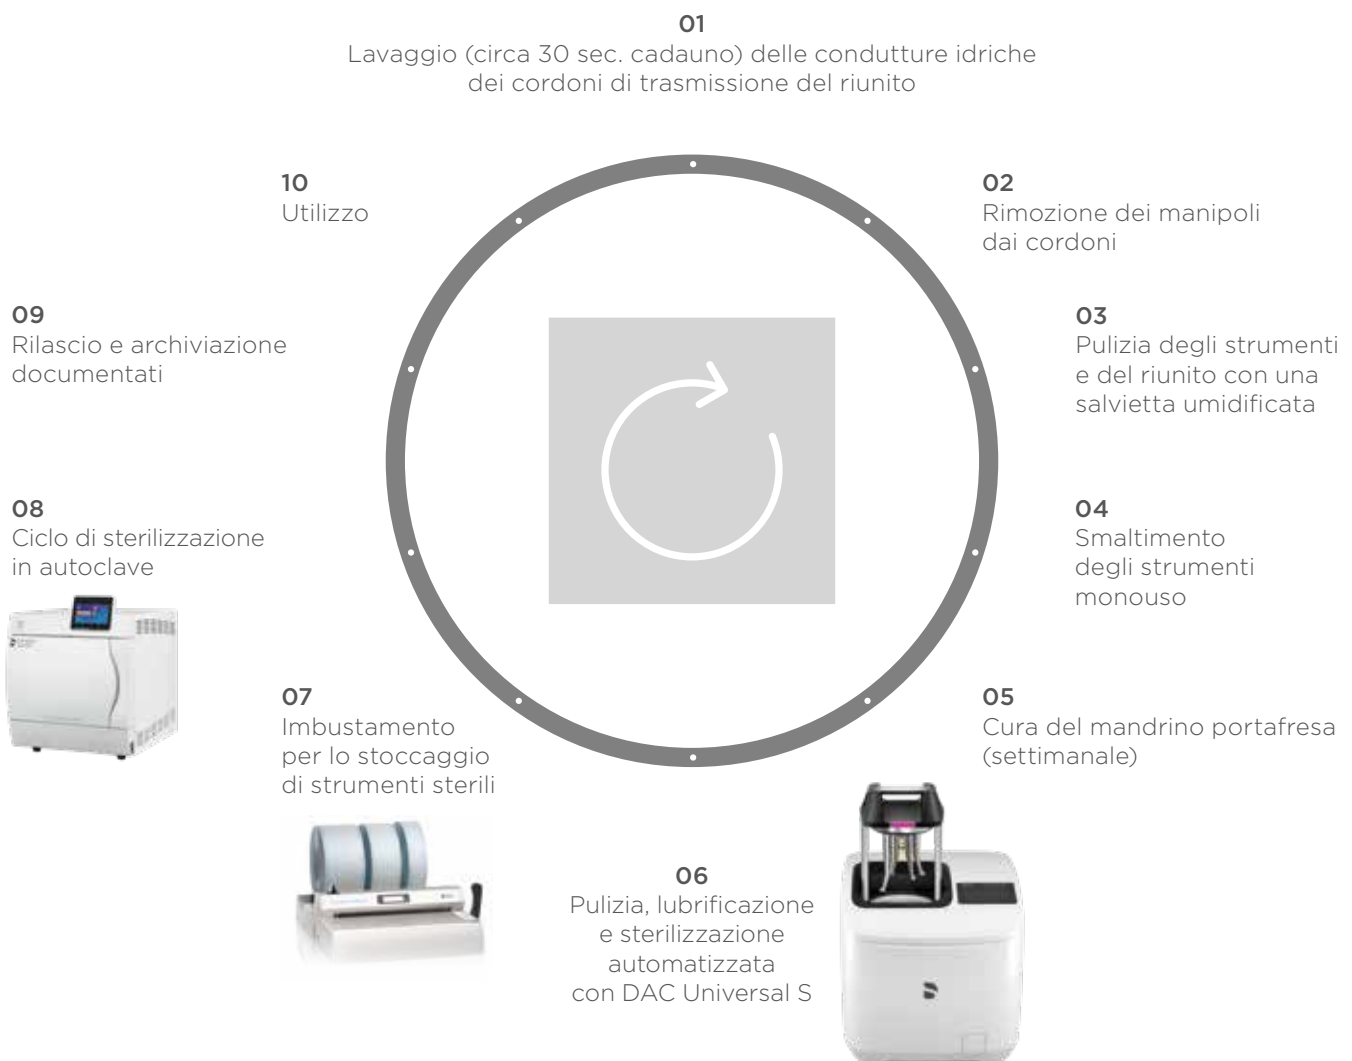 01
Lavaggio (circa 30 sec. cadauno) delle condutture idriche
dei cordoni di trasmissione del riunito
02
Rimozione dei manipoli
dai cordoni
03
Pulizia degli strumenti
e del riunito con una
salvietta umidificata
04
Smaltimento
degli strumenti
monouso
05
Cura del mandrino portafresa
(settimanale)
06
Pulizia, lubrificazione
e sterilizzazione
automatizzata
con DAC Universal S
07
Imbustamento
per lo stoccaggio
di strumenti sterili
08
Ciclo di sterilizzazione
in autoclave
09
Rilascio e archiviazione
documentati
10
Utilizzo